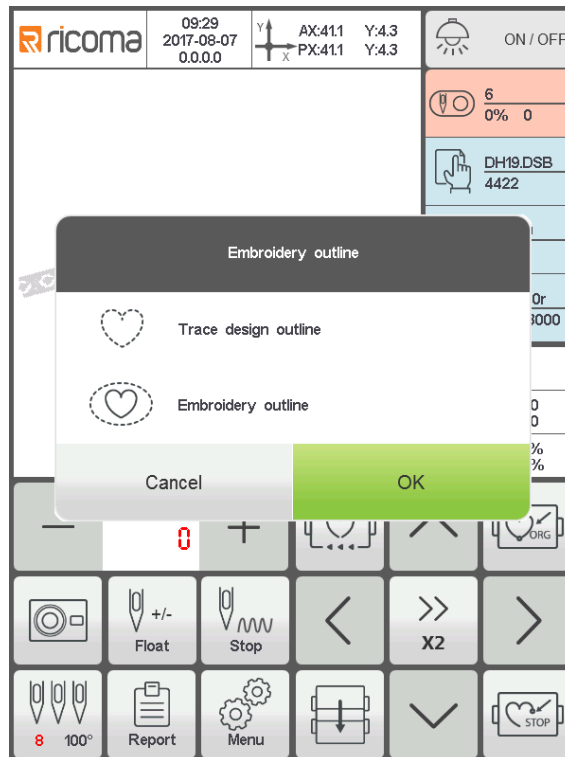 ricoma
09:29
2017-08-07
0.0.0.0
Y
X
AX:41.1 Y:4.3
PX:41.1 Y:4.3
ON / OFF
6
0% 0
DH19.DSB
4422
0r
Embroidery outline
Trace design outline
Embroidery outline
0
0
%
%
Cancel
OK
0
+
ORG
+/-
Float
Stop
X2
8 100°
Report
Menu
STOP